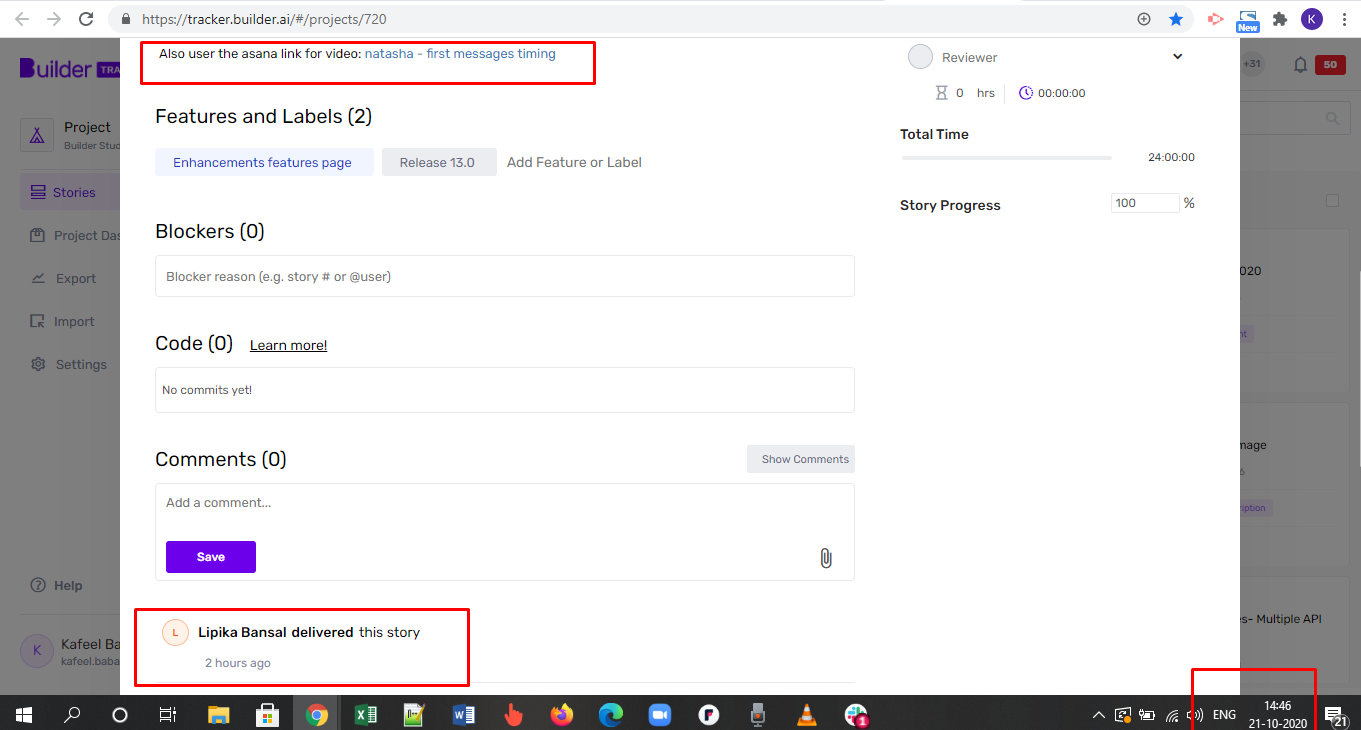 https://tracker.builder.ai/#/projects/720
K
New
Also user the asana link for video: natasha - first messages timing
Reviewer
0 hrs 00:00:00
Builder TRA
+31
50
Features and Labels (2)
Total Time
24:00:00
Project
Builder Stud
Enhancements features page
Release 13.0
Add Feature or Label
Stories
Story Progress
100 %
Blockers (0)
Project Das
Blocker reason (e.g. story # or @user)
020
Export
Import
nt
Code (0) Learn more!
Settings
No commits yet!
mage
6
Comments (0)
Show Comments
Add a comment...
ription
Save
Help
Lipika Bansal delivered this story
L
2 hours ago
es- Multiple API
K
Kafeel Ba
kafeel.baba
1
ENG
14:46
21-10-2020
21